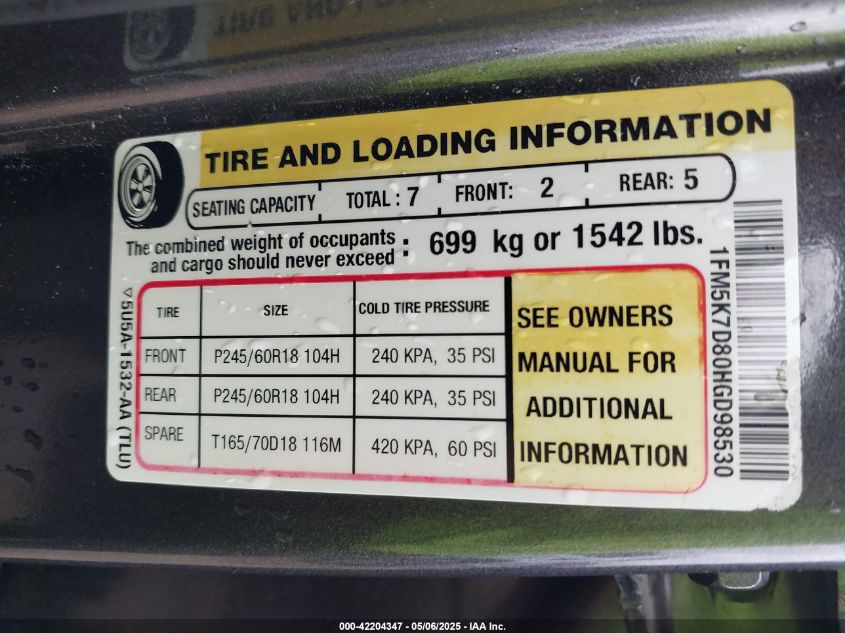 TIRE AND LOADING INFORMATION
SEATING CAPACITY TOTAL : 7 FRONT: 2 REAR: 5
The combined weight of occupants
and cargo should never exceed : 699 kg or 1542 lbs.
TIRE SIZE COLD TIRE PRESSURE
FRONT P245/60R18 104H 240 KPA, 35 PSI
REAR P245/60R18 104H 240 KPA, 35 PSI
SPARE T165/70D18 116M 420 KPA, 60 PSI
SEE OWNERS
MANUAL FOR
ADDITIONAL
INFORMATION
5U5A-1532-AA (TLU)
1FM5K7D80HGD98530
000-42204347 - 05/06/2025 - IAA Inc.